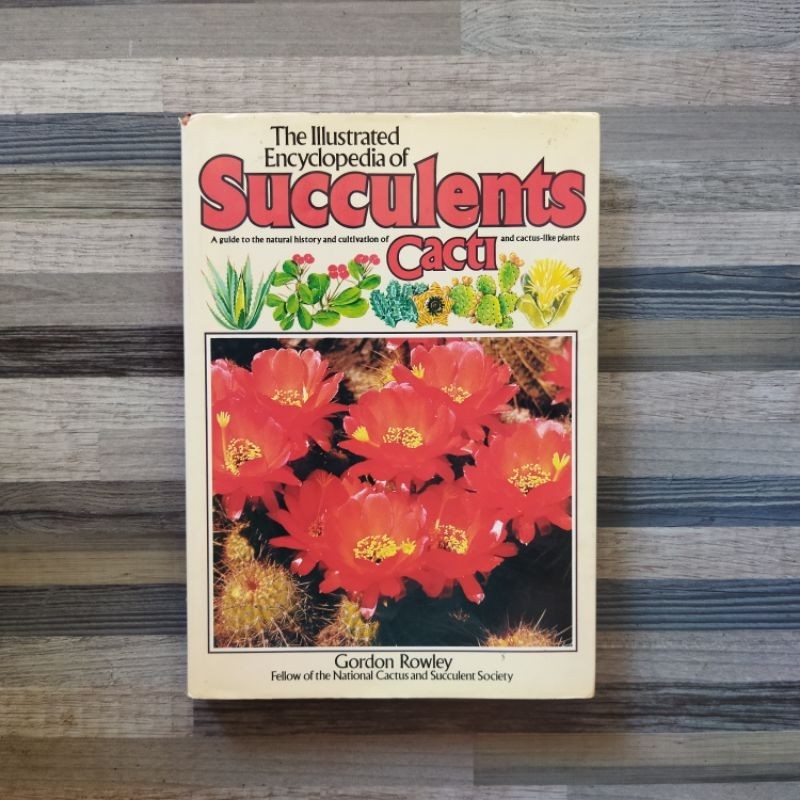 The Illustrated
Encyclopedia of
Succulents
A guide to the natural history and cultivation of Cacti and cactus-like plants
Gordon Rowley
Fellow of the National Cactus and Succulent Society